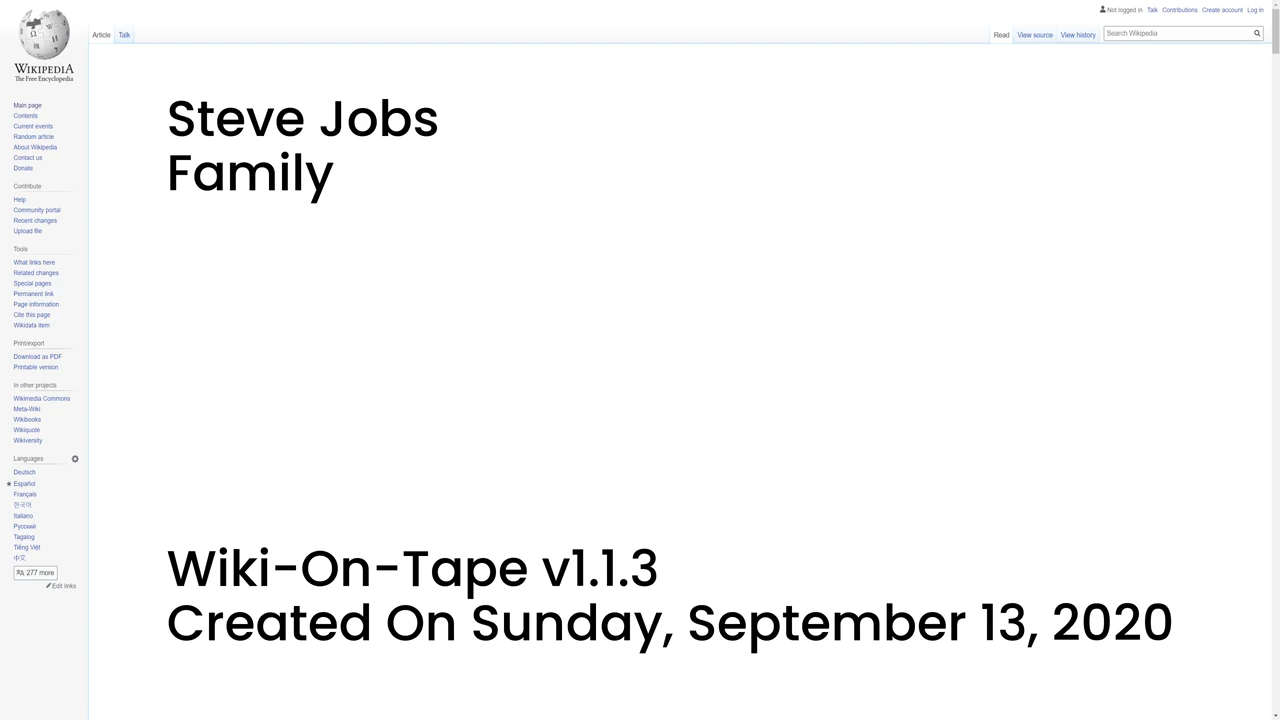 Not logged in Talk Contributions Create account Log in
Article Talk Read View source View history Search Wikipedia
WIKIPEDIA
The Free Encyclopedia
Main page
Contents
Current events
Random article
About Wikipedia
Contact us
Donate
Contribute
Help
Community portal
Recent changes
Upload file
Tools
What links here
Related changes
Special pages
Permanent link
Page information
Cite this page
Wikidata item
Print/export
Download as PDF
Printable version
In other projects
Wikimedia Commons
Meta-Wiki
Wikibooks
Wikiquote
Wikiversity
Languages
Deutsch
Español
Français
한국어
Italiano
Русский
Tagalog
Tiếng Việt
中文
277 more
Edit links
Steve Jobs
Family
Wiki-On-Tape v1.1.3
Created On Sunday, September 13, 2020